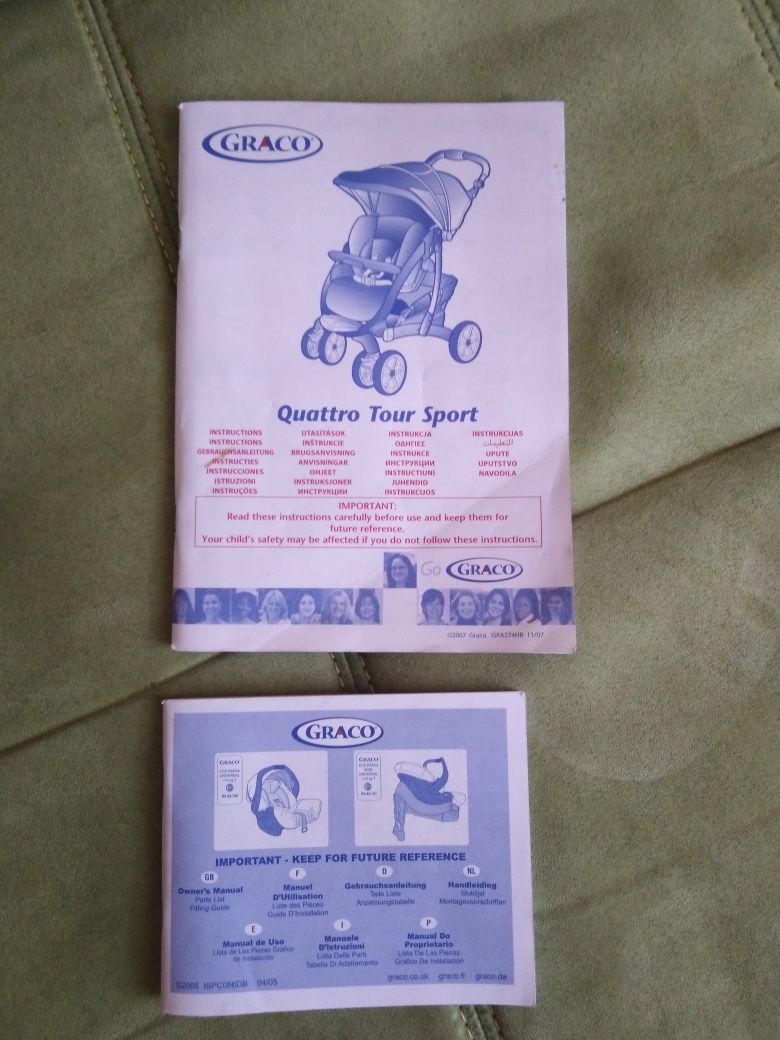 GRACO
Quattro Tour Sport
INSTRUCTIONS UTASÍTÁSOK INSTRUKCJA INSTRUKCIJAS
INSTRUCTIONS INŠTRUKCIE ΟΔΗΓΙΕΣ التعليمات
GEBRAUCHSANLEITUNG BRUGSANVISNING INSTRUKCE UPUTE
INSTRUCTIES ANVISNINGAR ИНСТРУКЦИИ UPUTSTVO
INSTRUCCIONES OHJEET INSTRUCTIUNI NAVODILA
ISTRUZIONI INSTRUKSJONER JUHENDID
INSTRUÇÕES ИНСТРУКЦИИ INSTRUKCIJOS
IMPORTANT:
Read these instructions carefully before use and keep them for
future reference.
Your child's safety may be affected if you do not follow these instructions.
Go GRACO
©2007 Graco ISPA274HB 11/07
GRACO
GRACO GRACO
IMPORTANT - KEEP FOR FUTURE REFERENCE
GB F D NL
Owner's Manual Manuel D'Utilisation Gebrauchsanleitung Handleiding
Parts List Liste des Pièces Teile Liste Stuklijst
Fitting Guide Guide D'Installation Anpassungstabelle Montagevoorschriften
E I P
Manual de Uso Manuale D'istruzioni Manual Do Proprietario
Lista de Las Piezas Gráfico Lista Delle Parti Lista De Las Piezas
de Instalación Tabella Di Adattamento Gráfico De Instalación
©2005 ISPC086DB 04/05 graco.co.uk graco.fr graco.de